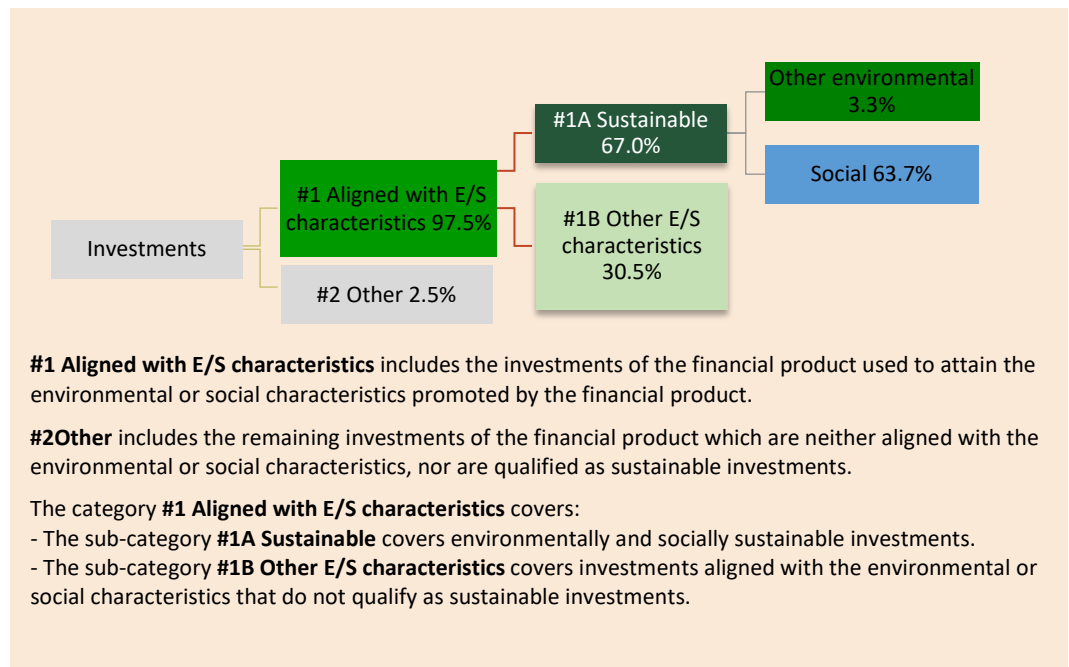 Other environmental
3.3%
#1A Sustainable
67.0%
Social 63.7%
#1 Aligned with E/S
characteristics 97.5%
#1B Other E/S
characteristics
30.5%
Investments
#2 Other 2.5%
#1 Aligned with E/S characteristics includes the investments of the financial product used to attain the
environmental or social characteristics promoted by the financial product.
#2Other includes the remaining investments of the financial product which are neither aligned with the
environmental or social characteristics, nor are qualified as sustainable investments.
The category #1 Aligned with E/S characteristics covers:
- The sub-category #1A Sustainable covers environmentally and socially sustainable investments.
- The sub-category #1B Other E/S characteristics covers investments aligned with the environmental or
social characteristics that do not qualify as sustainable investments.